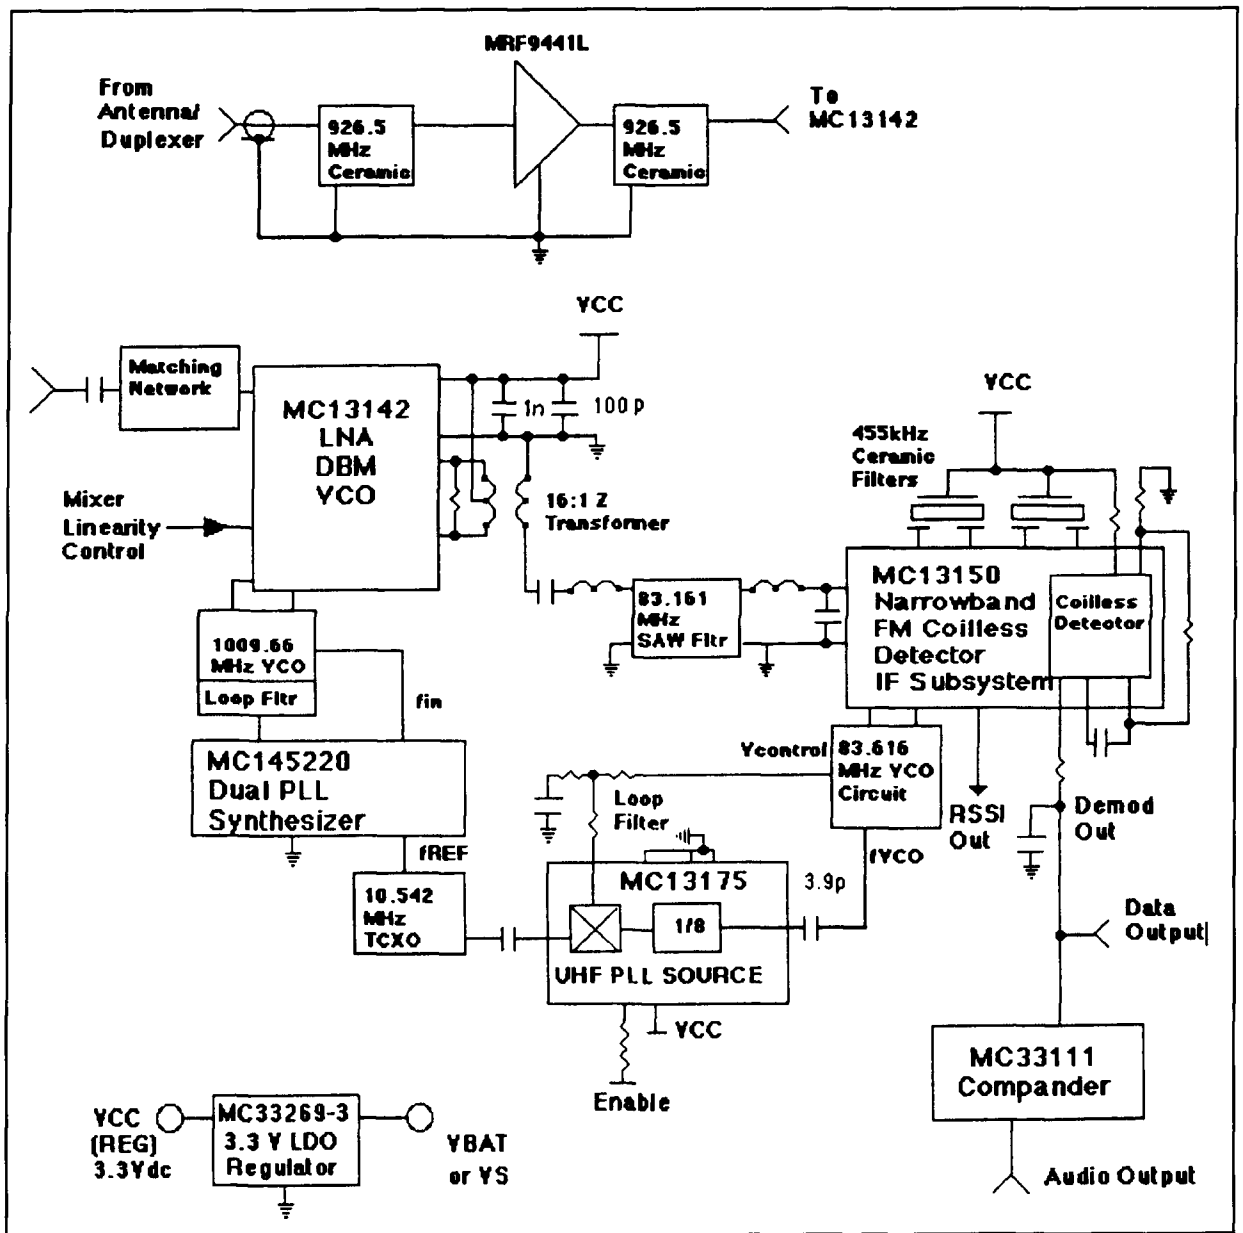 MRF9441L
From
Antenna/
Duplexer
926.5
MHz
Ceramic
926.5
MHz
Ceramic
To
MC13142
VCC
Matching
Network
MC13142
LNA
DBM
VCO
1n
100p
16:1 Z
Transformer
Mixer
Linearity
Control
VCC
455kHz
Ceramic
Filters
83.161
MHz
SAW Fltr
MC13150
Narrowband
FM Coilless
Detector
IF Subsystem
Coilless
Detector
1009.66
MHz VCO
Loop Fltr
fin
MC145220
Dual PLL
Synthesizer
fREF
10.542
MHz
TCXO
Vcontrol
83.616
MHz VCO
Circuit
Loop
Filter
fVCO
RSSI
Out
Demod
Out
MC13175
1/8
UHF PLL SOURCE
3.9p
VCC
Enable
Data
Output
MC33111
Compander
Audio Output
VCC
(REG)
3.3Vdc
MC33269-3
3.3 V LDO
Regulator
VBAT
or VS